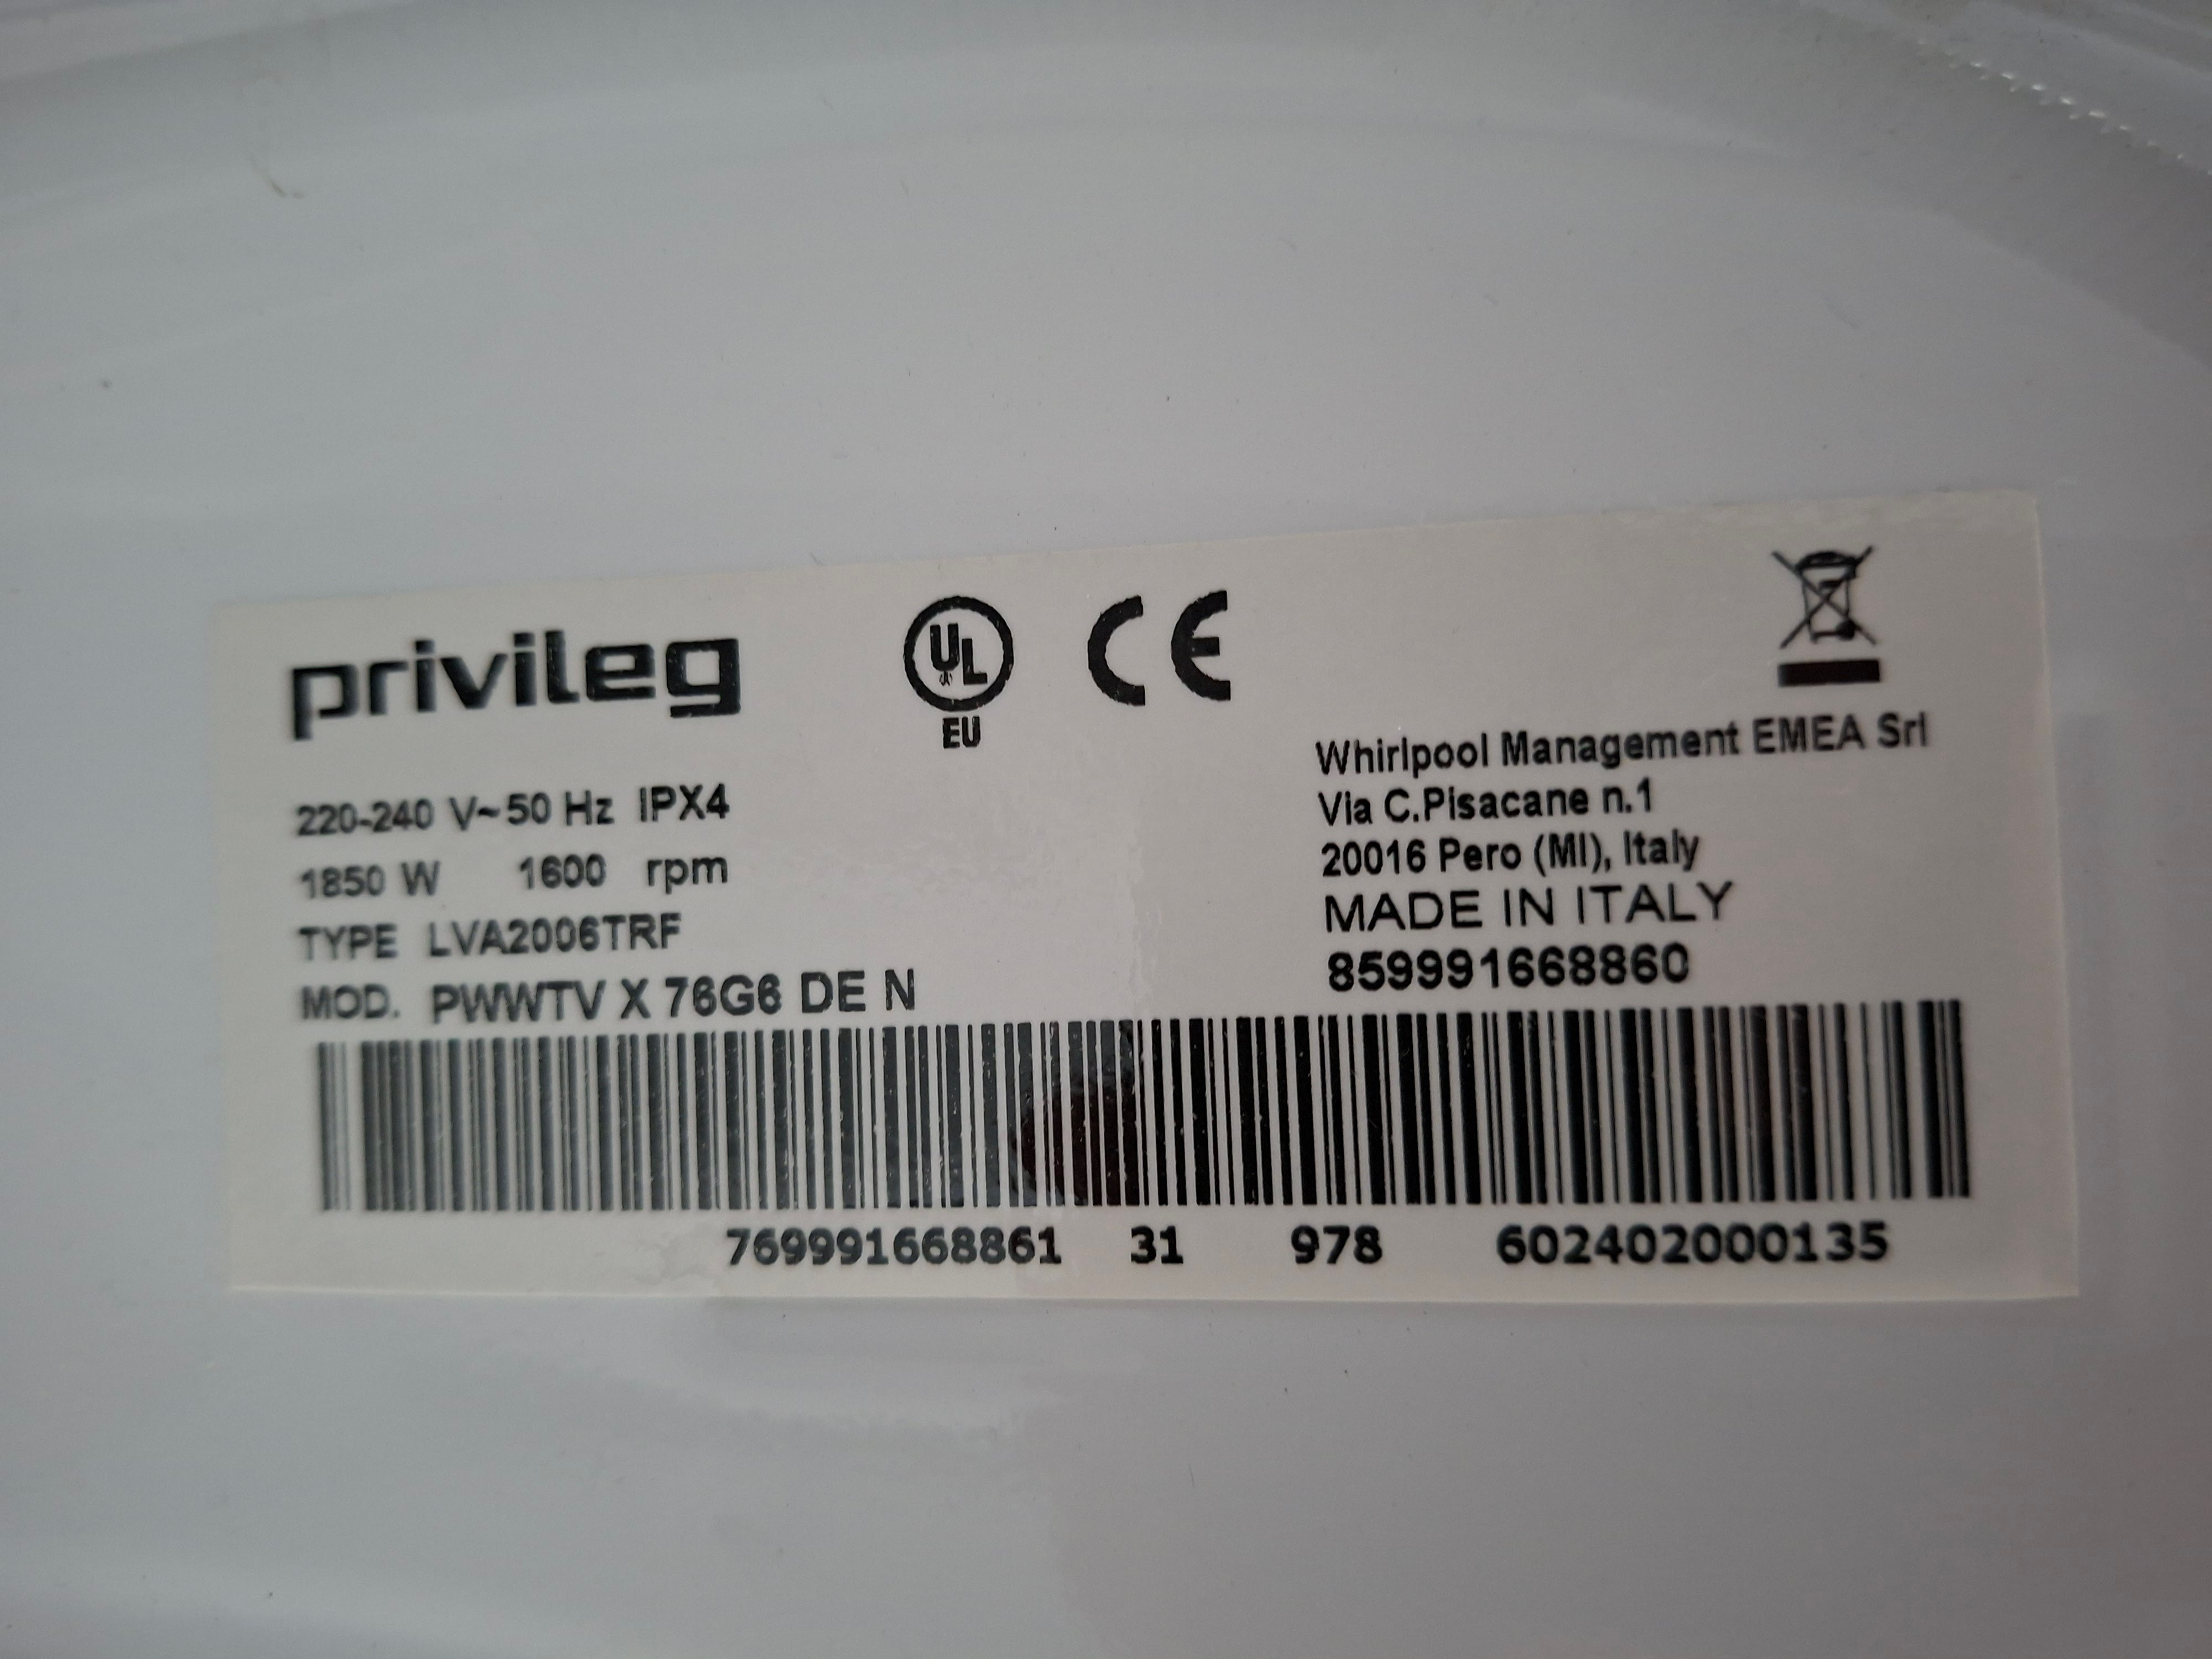 privileg
UL
EU
CE
220-240 V~50 Hz IPX4
1850 W 1600 rpm
TYPE LVA2006TRF
MOD. PWWTV X 76G6 DE N
Whirlpool Management EMEA Srl
Via C.Pisacane n.1
20016 Pero (MI), Italy
MADE IN ITALY
859991668860
769991668861 31 978 602402000135